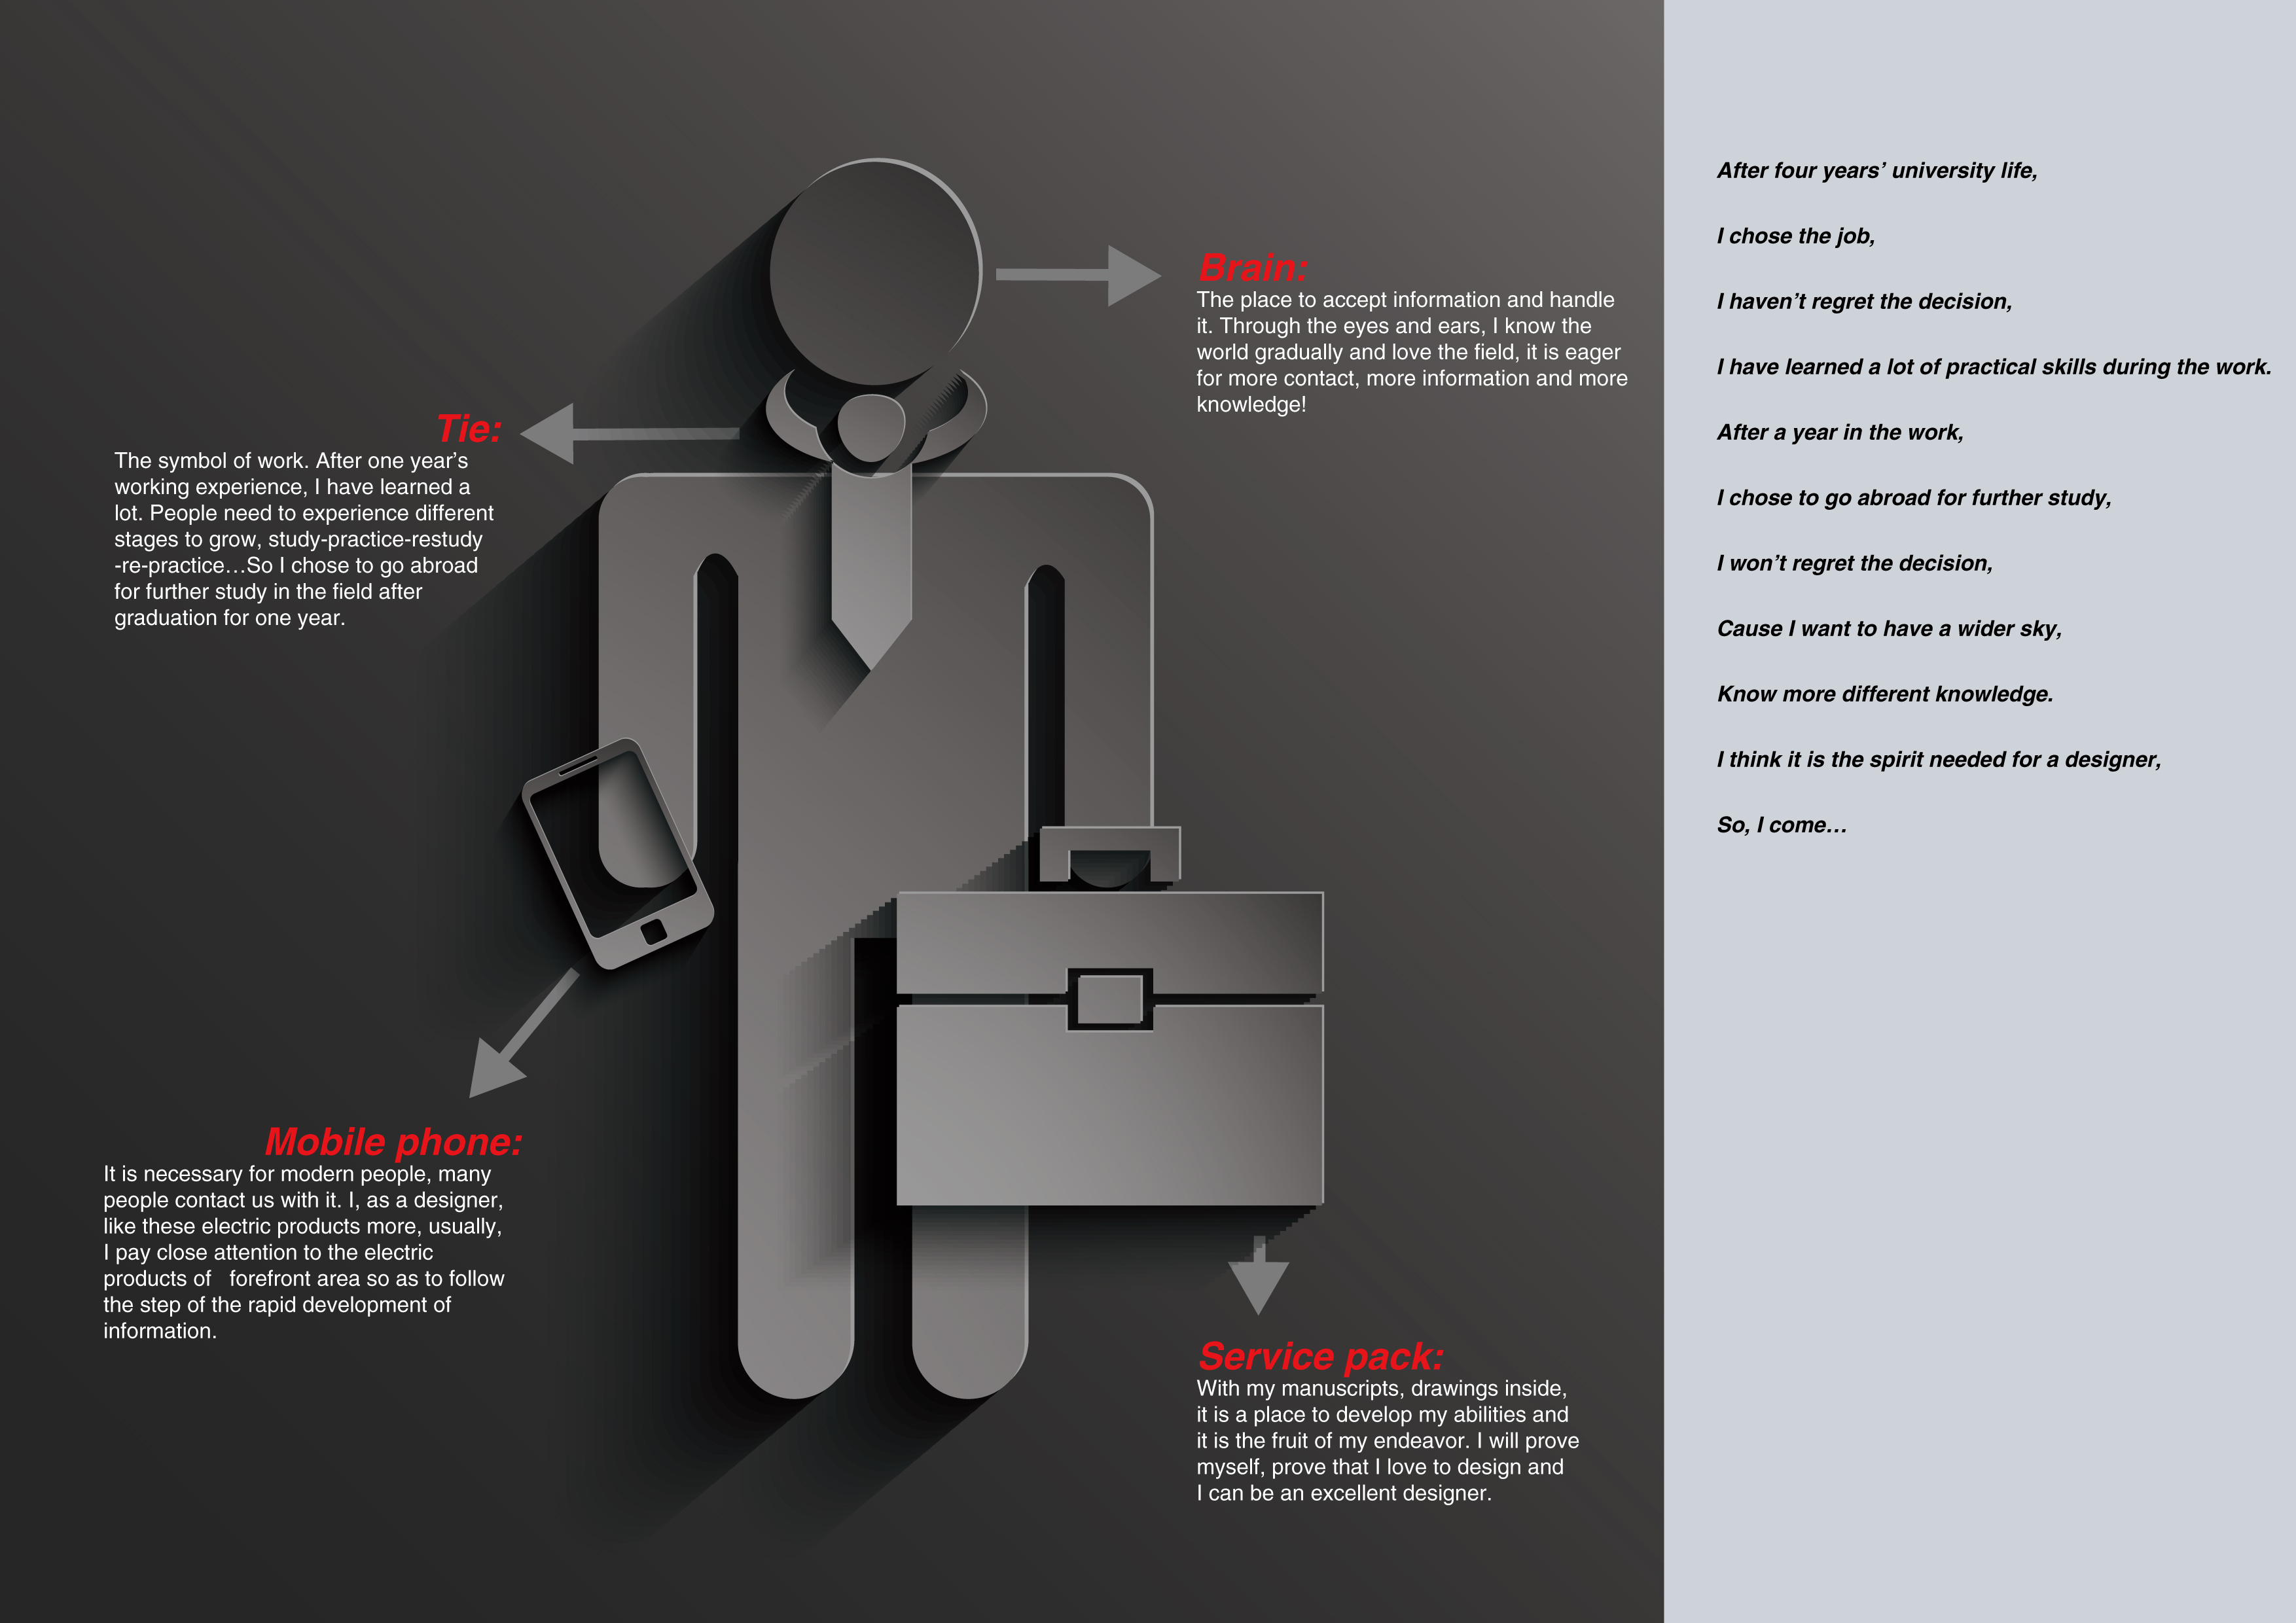 Brain:
The place to accept information and handle
it. Through the eyes and ears, I know the
world gradually and love the field, it is eager
for more contact, more information and more
knowledge!
Tie:
The symbol of work. After one year’s
working experience, I have learned a
lot. People need to experience different
stages to grow, study-practice-restudy
-re-practice…So I chose to go abroad
for further study in the field after
graduation for one year.
Mobile phone:
It is necessary for modern people, many
people contact us with it. I, as a designer,
like these electric products more, usually,
I pay close attention to the electric
products of   forefront area so as to follow
the step of the rapid development of
information.
Service pack:
With my manuscripts, drawings inside,
it is a place to develop my abilities and
it is the fruit of my endeavor. I will prove
myself, prove that I love to design and
I can be an excellent designer.
After four years’ university life,
I chose the job,
I haven’t regret the decision,
I have learned a lot of practical skills during the work.
After a year in the work,
I chose to go abroad for further study,
I won’t regret the decision,
Cause I want to have a wider sky,
Know more different knowledge.
I think it is the spirit needed for a designer,
So, I come…